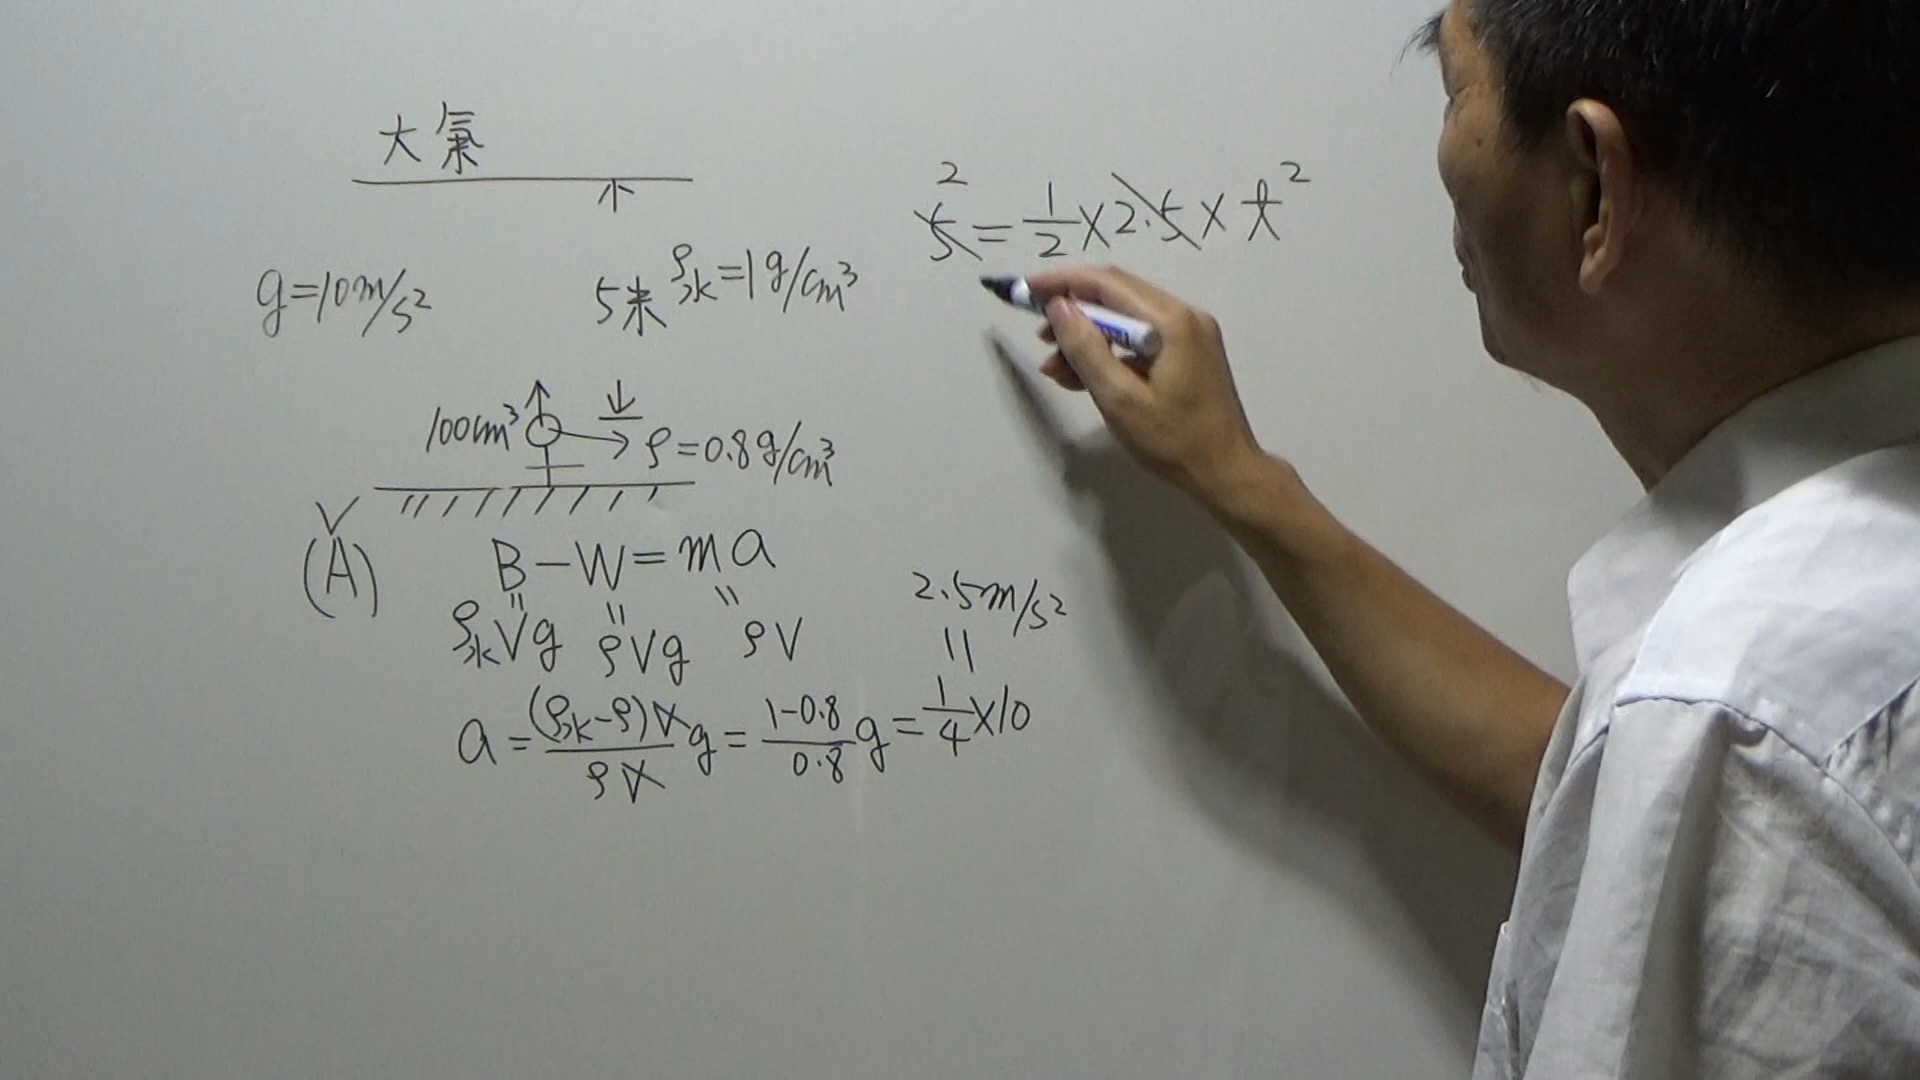 大氣
g=10m/s²
5米 ρ水=1g/cm³
100cm³
ρ=0.8g/cm³
(A) B-W=ma
ρ水Vg ρVg ρV
a=(ρ水-ρ)V/ρV g=1-0.8/0.8 g=1/4×10
2.5m/s²
2
5=1/2×2.5×t²